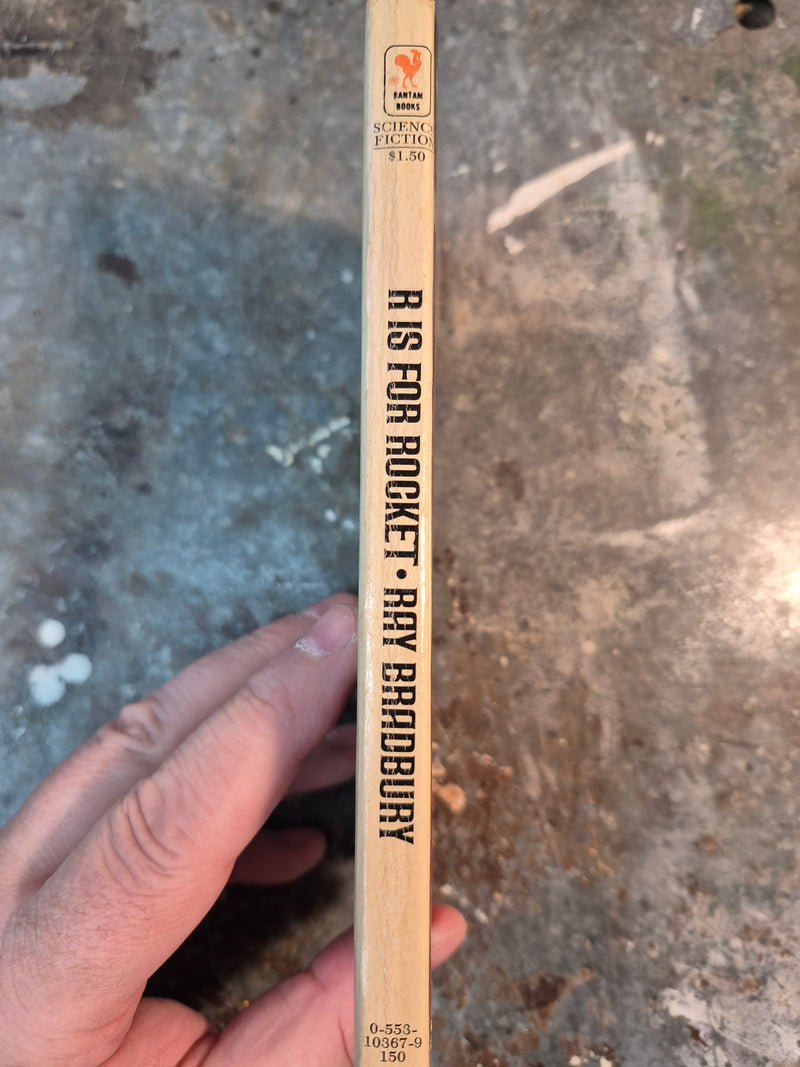 ®
BANTAM
BOOKS
SCIENCE
FICTION
$1.50
R IS FOR ROCKET • RAY BRADBURY
0-553-
10367-9
150